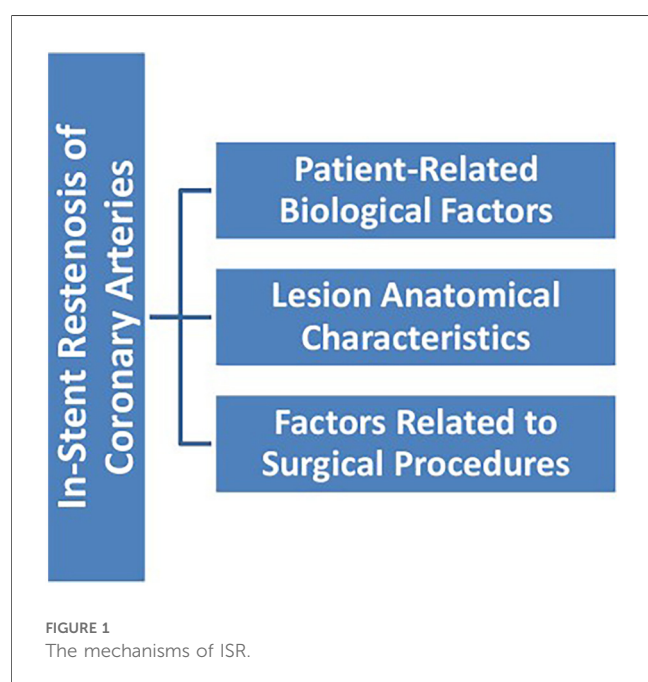 In-Stent Restenosis of
Coronary Arteries
Patient-Related
Biological Factors
Lesion Anatomical
Characteristics
Factors Related to
Surgical Procedures
FIGURE 1
The mechanisms of ISR.